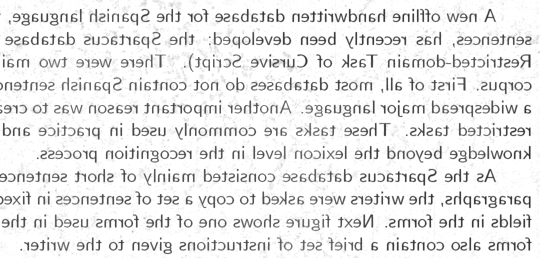 A new offline handwritten database for the Spanish language,
sentences, has recently been developed: the Spartacus database
Restricted-domain Task of Cursive Script). There were two mai
corpus. First of all, most databases do not contain Spanish sentenc
a widespread major language. Another important reason was to crea
restricted tasks. These tasks are commonly used in practice and
knowledge beyond the lexicon level in the recognition process.
As the Spartacus database consisted mainly of short sentence
paragraphs, the writers were asked to copy a set of sentences in fixe
fields in the forms. Next figure shows one of the forms used in the
forms also contain a brief set of instructions given to the writer.